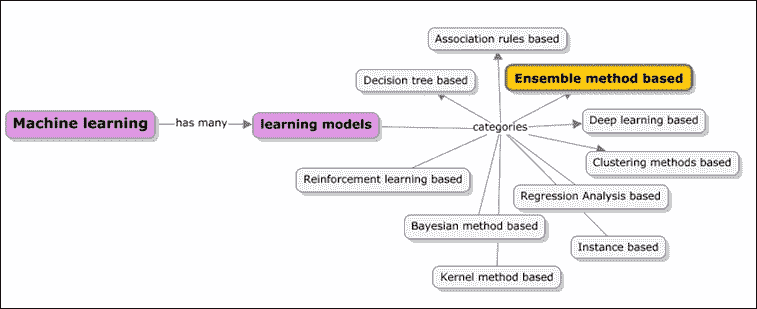 Association rules based
Ensemble method based
Decision tree based
Machine learning
has many
learning models
categories
Deep learning based
Clustering methods based
Reinforcement learning based
Regression Analysis based
Bayesian method based
Instance based
Kernel method based